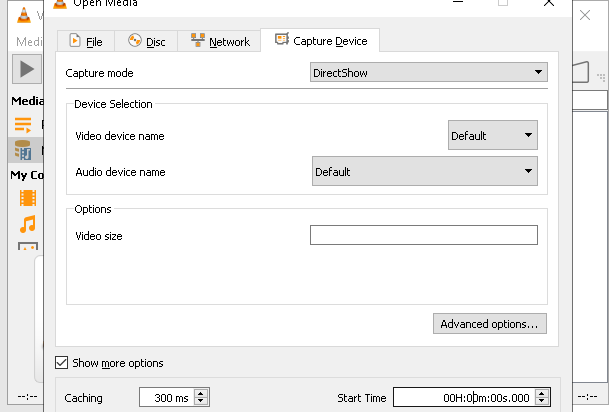 Open Media
Medi
File
Disc
Network
Capture Device
Capture mode
DirectShow
Media
Device Selection
Video device name
Default
Audio device name
Default
My Co
Options
Video size
Advanced options...
Show more options
Caching
300 ms
Start Time
00H:00m:00s.000
--:--
--:--